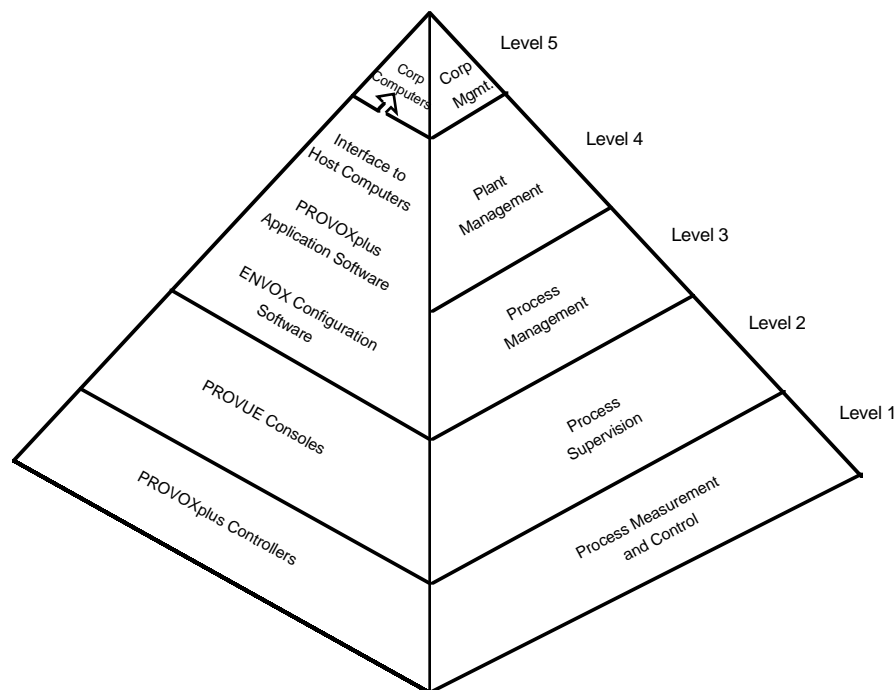 Level 5
Corp
Computers
Corp
Mgmt.
Level 4
Interface to
Host Computers
PROVOXplus
Application Software
ENVOX Configuration
Software
Plant
Management
Level 3
Process
Management
Level 2
PROVUE Consoles
Process
Supervision
Level 1
PROVOXplus Controllers
Process Measurement
and Control